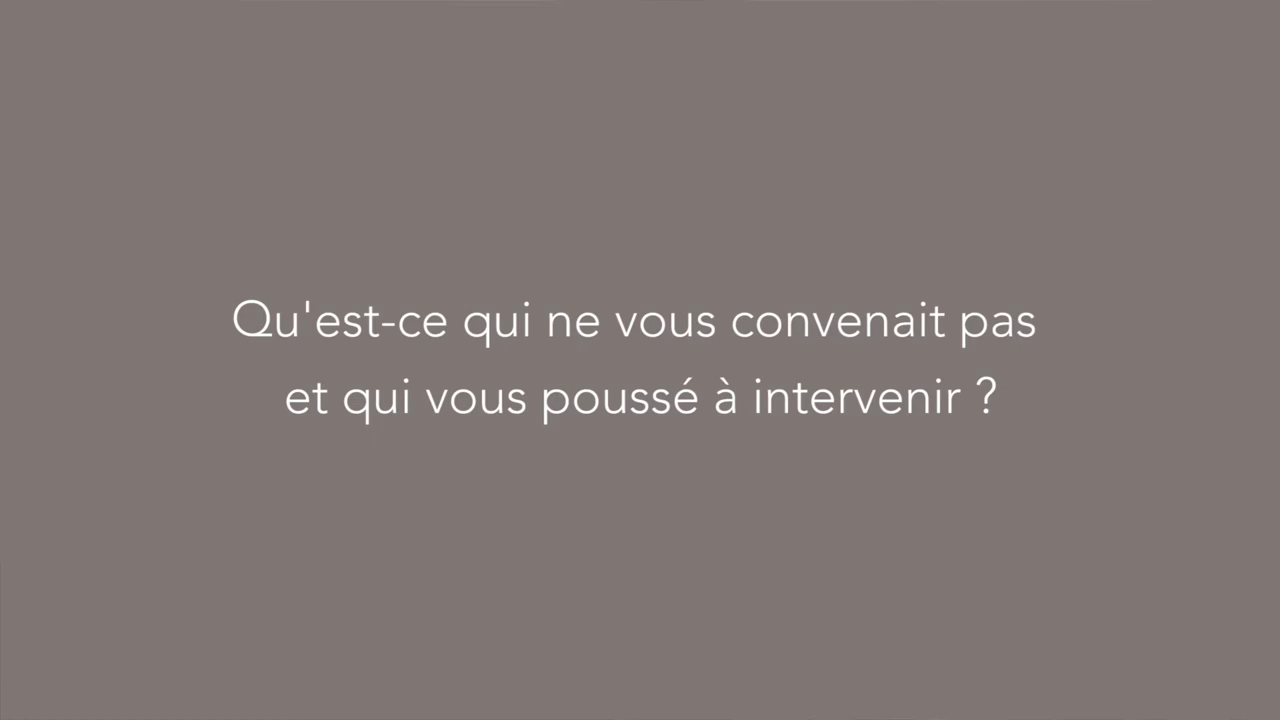 Qu'est-ce qui ne vous convenait pas
et qui vous poussé à intervenir ?